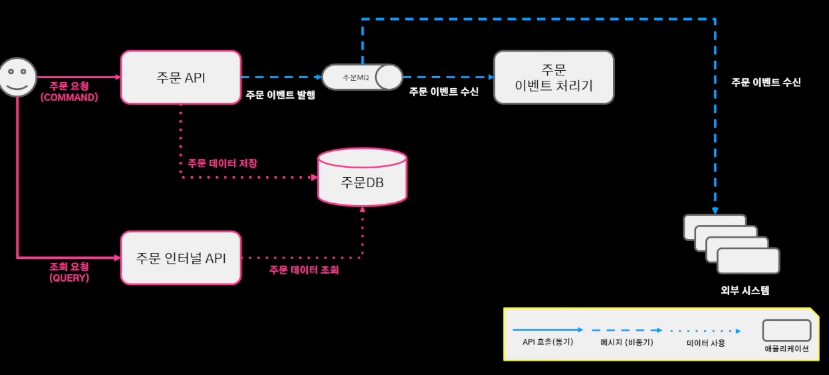 주문 요청
(COMMAND)
주문 API
주문 이벤트 발행
주문MQ
주문 이벤트 수신
주문
이벤트 처리기
주문 이벤트 수신
주문 데이터 저장
주문DB
조회 요청
(QUERY)
주문 인터널 API
주문 데이터 조회
외부 시스템
API 호출(동기)
메시지 (비동기)
데이터 사용
애플리케이션